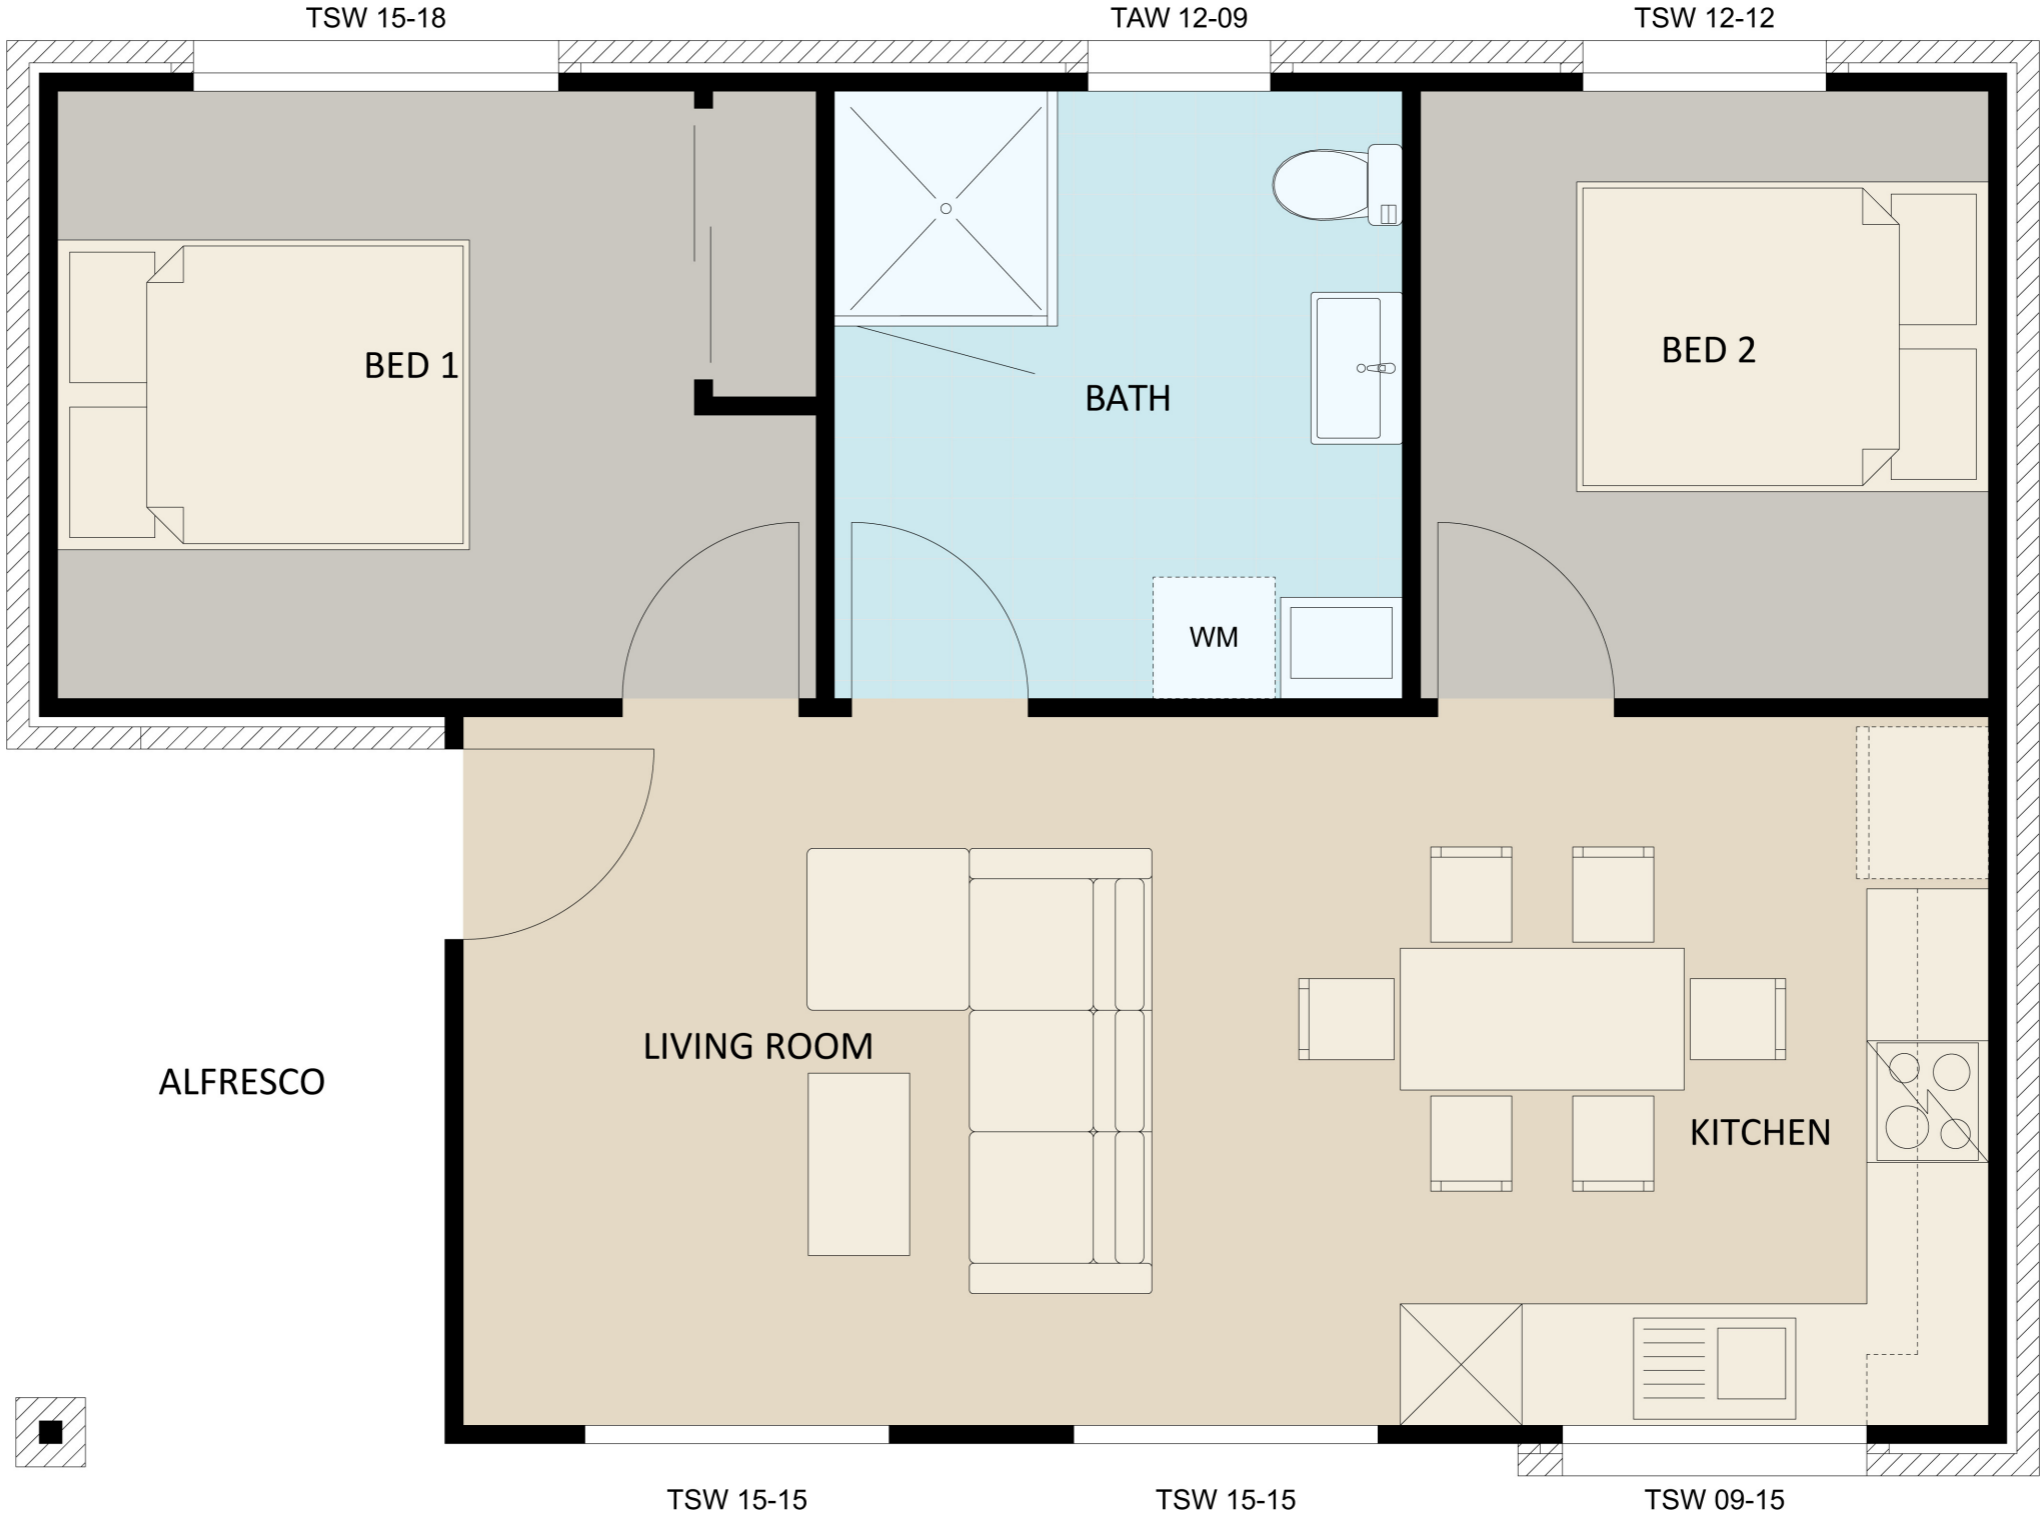 TSW 15-18
TAW 12-09
TSW 12-12
BED 1
BATH
BED 2
WM
LIVING ROOM
ALFRESCO
KITCHEN
TSW 15-15
TSW 15-15
TSW 09-15